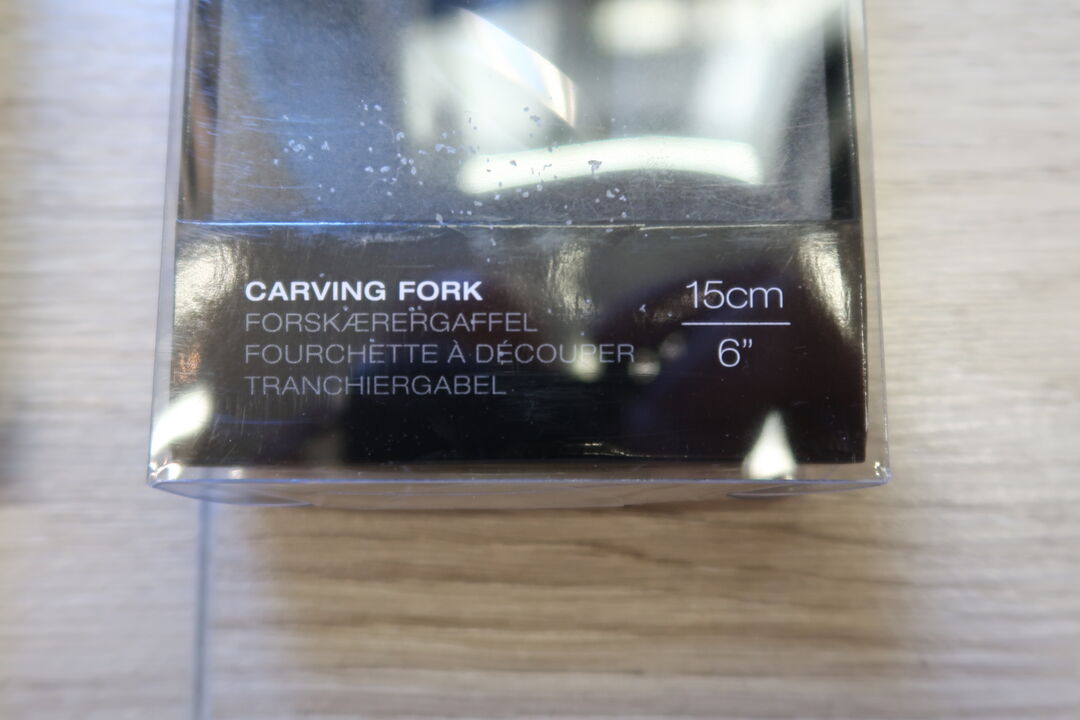 CARVING FORK
FORSKÆRERGAFFEL
FOURCHETTE À DÉCOUPER
TRANCHIERGABEL
15cm
6”